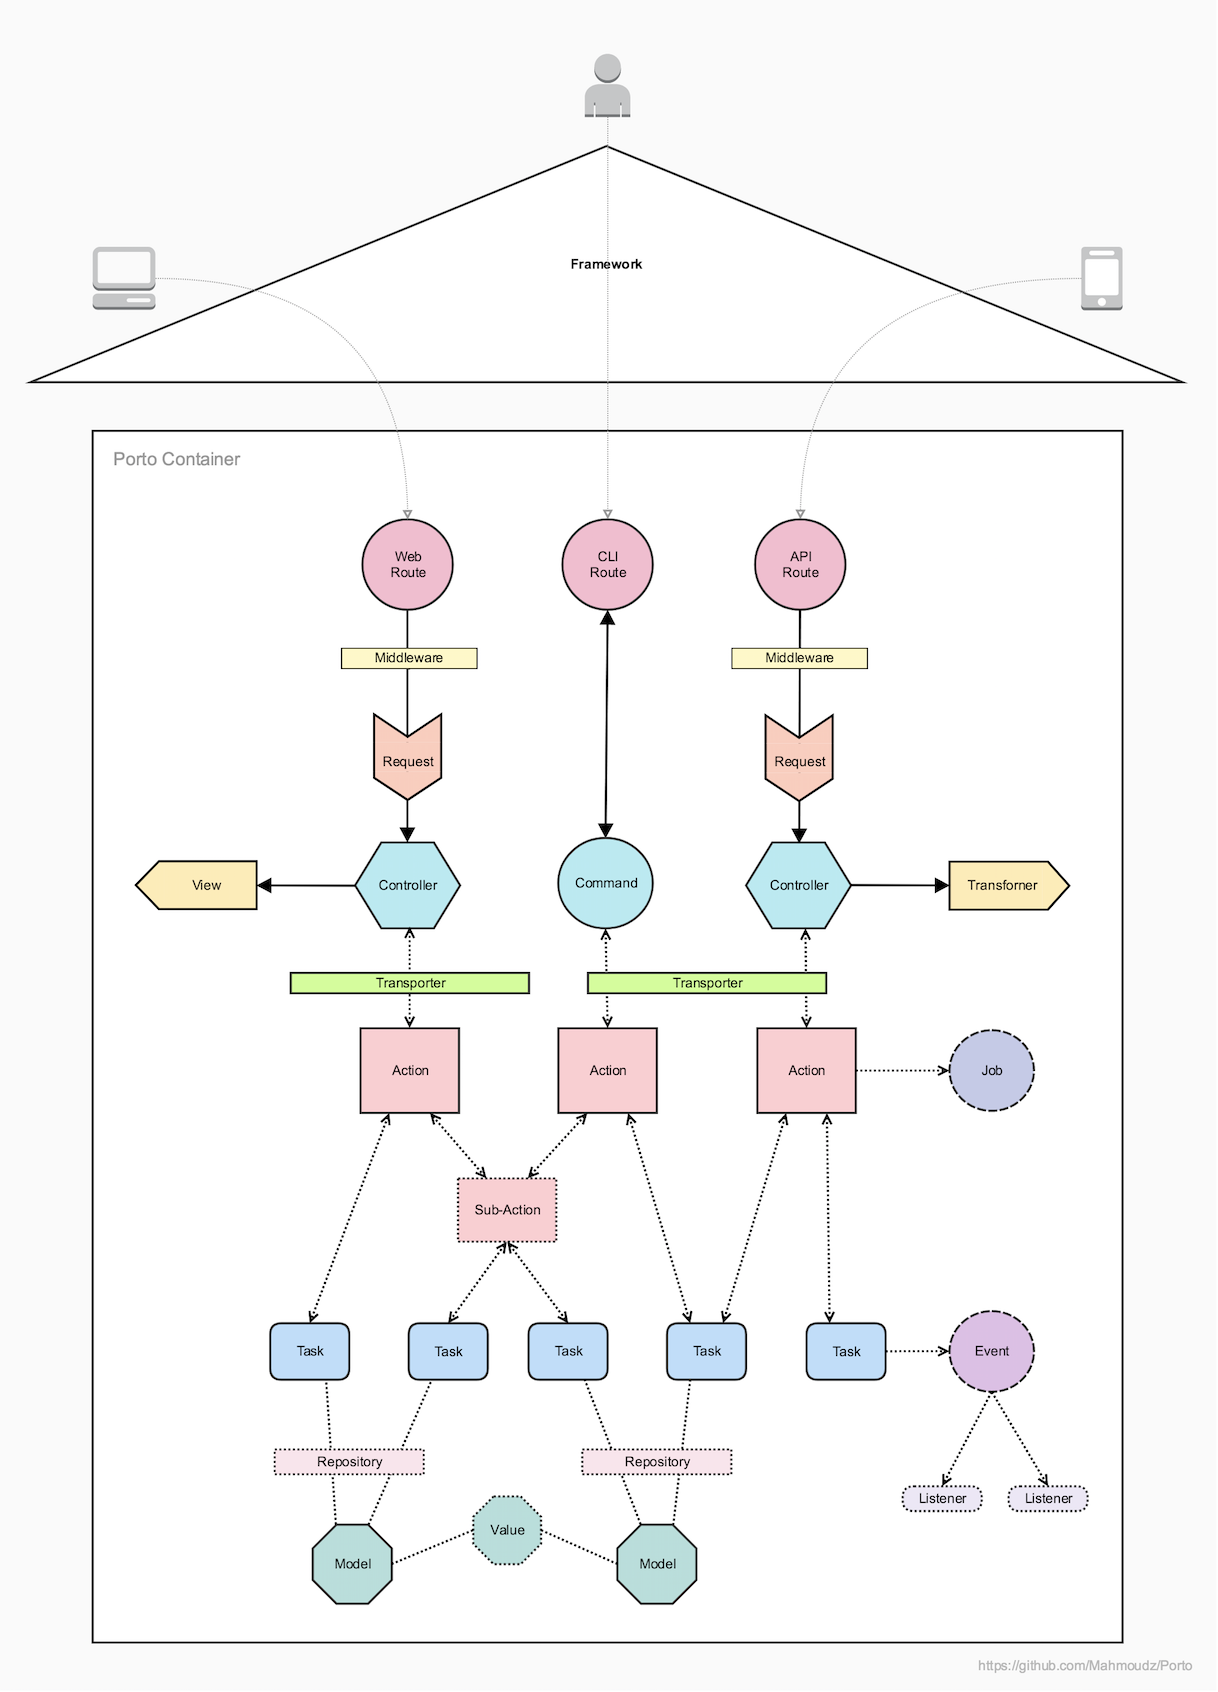 Framework
Porto Container
Web
Route
CLI
Route
API
Route
Middleware
Middleware
Request
Request
View
Controller
Command
Controller
Transforner
Transporter
Transporter
Action
Action
Action
Job
Sub-Action
Task
Task
Task
Task
Task
Event
Repository
Repository
Listener
Listener
Value
Model
Model
https://github.com/Mahmoudz/Porto